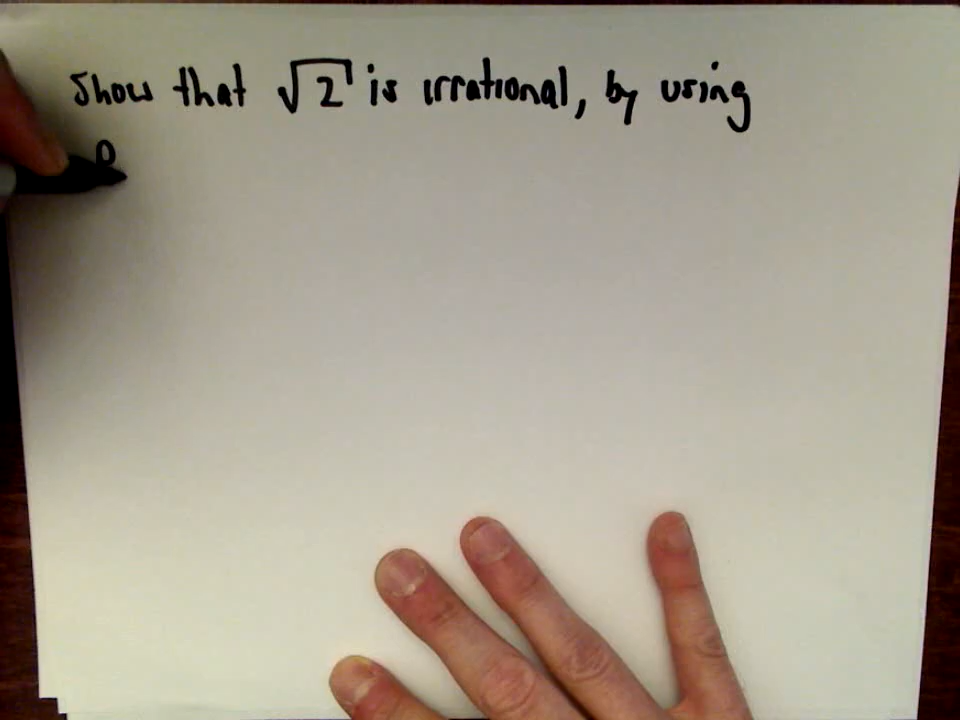 Show that √2 is irrational, by using